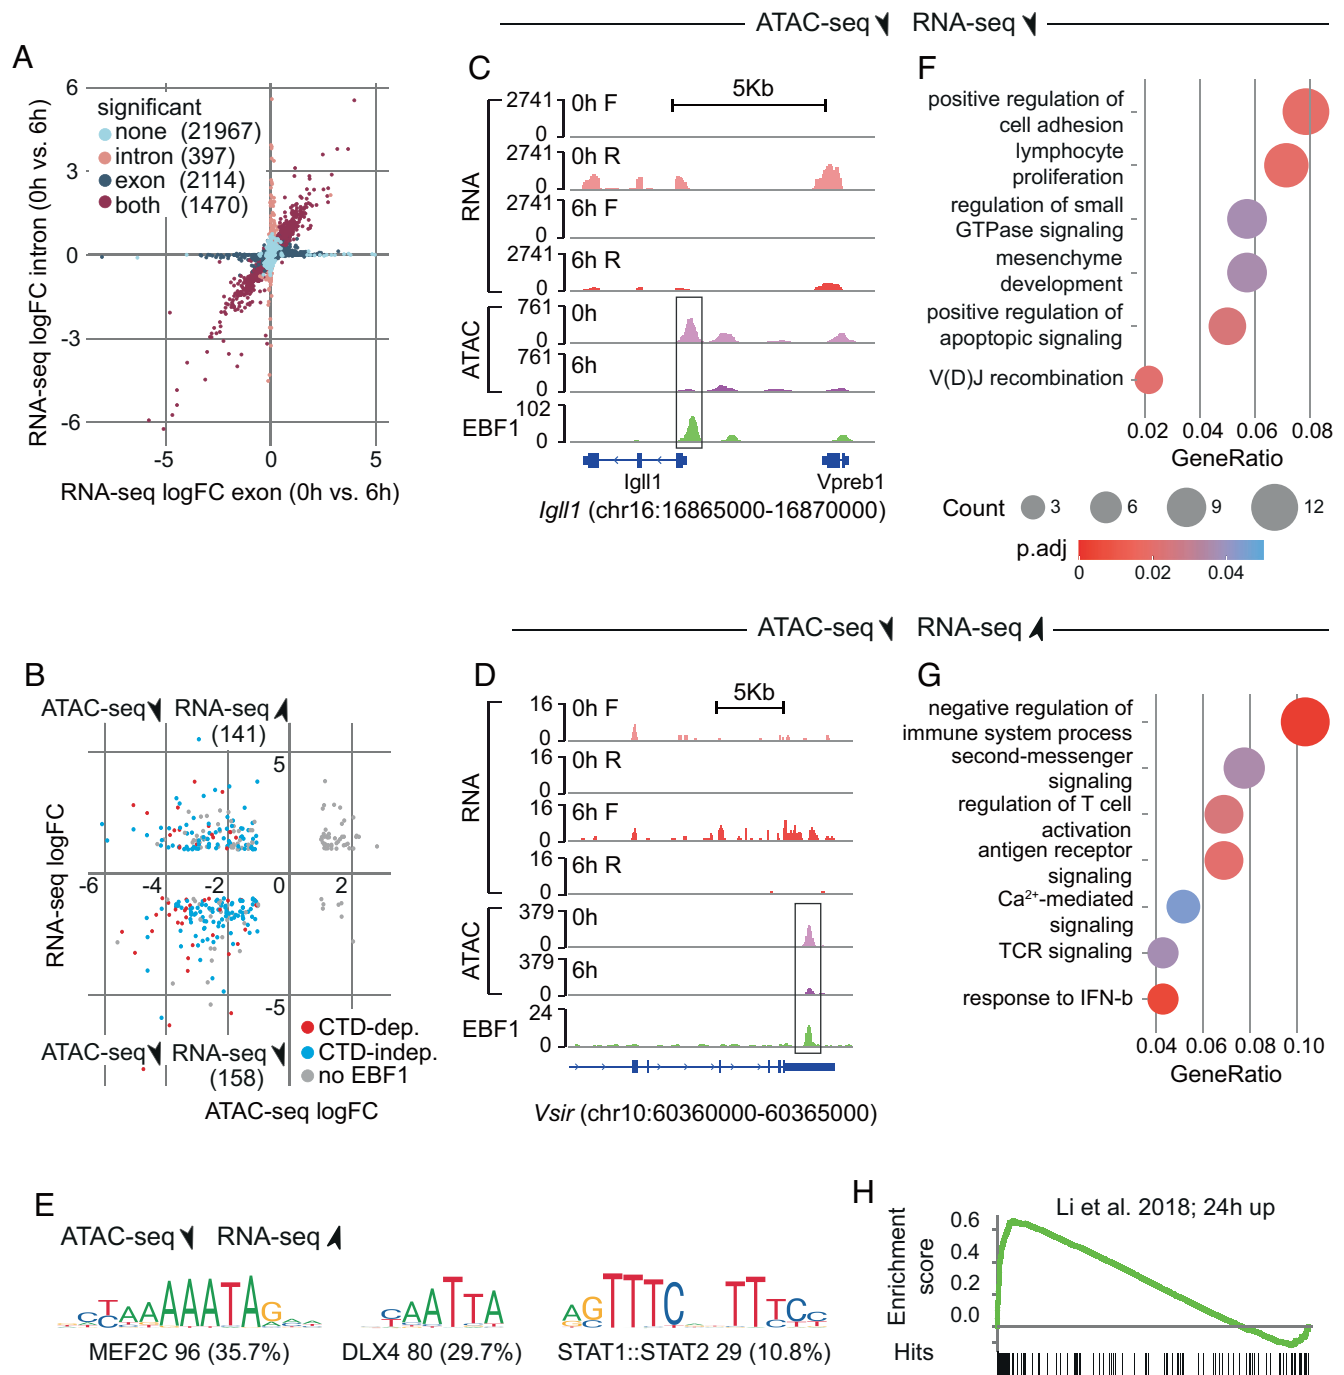 ATAC-seq RNA-seq
A
6
3
0
-3
-6
-5
0
5
significant
none (21967)
intron (397)
exon (2114)
both (1470)
RNA-seq logFC intron (0h vs. 6h)
RNA-seq logFC exon (0h vs. 6h)
C
5Kb
RNA
2741
0
0h F
2741
0
0h R
2741
0
6h F
2741
0
6h R
ATAC
761
0
0h
761
0
6h
EBF1
102
0
Igll1
Vpreb1
Igll1 (chr16:16865000-16870000)
F
positive regulation of
cell adhesion
lymphocyte
proliferation
regulation of small
GTPase signaling
mesenchyme
development
positive regulation of
apoptopic signaling
V(D)J recombination
0.02 0.04 0.06 0.08
GeneRatio
Count 3 6 9 12
p.adj
0 0.02 0.04
ATAC-seq RNA-seq
B
ATAC-seq RNA-seq
(141)
5
-6 -4 -2 0 2
-5
RNA-seq logFC
CTD-dep.
CTD-indep.
no EBF1
ATAC-seq RNA-seq
(158)
ATAC-seq logFC
D
5Kb
RNA
16
0
0h F
16
0
0h R
16
0
6h F
16
0
6h R
ATAC
379
0
0h
379
0
6h
EBF1
24
0
Vsir (chr10:60360000-60365000)
G
negative regulation of
immune system process
second-messenger
signaling
regulation of T cell
activation
antigen receptor
signaling
Ca²⁺-mediated
signaling
TCR signaling
response to IFN-b
0.04 0.06 0.08 0.10
GeneRatio
E
ATAC-seq RNA-seq
MEF2C 96 (35.7%)
DLX4 80 (29.7%)
STAT1::STAT2 29 (10.8%)
H
Li et al. 2018; 24h up
Enrichment
score
0.6
0.4
0.2
0.0
Hits